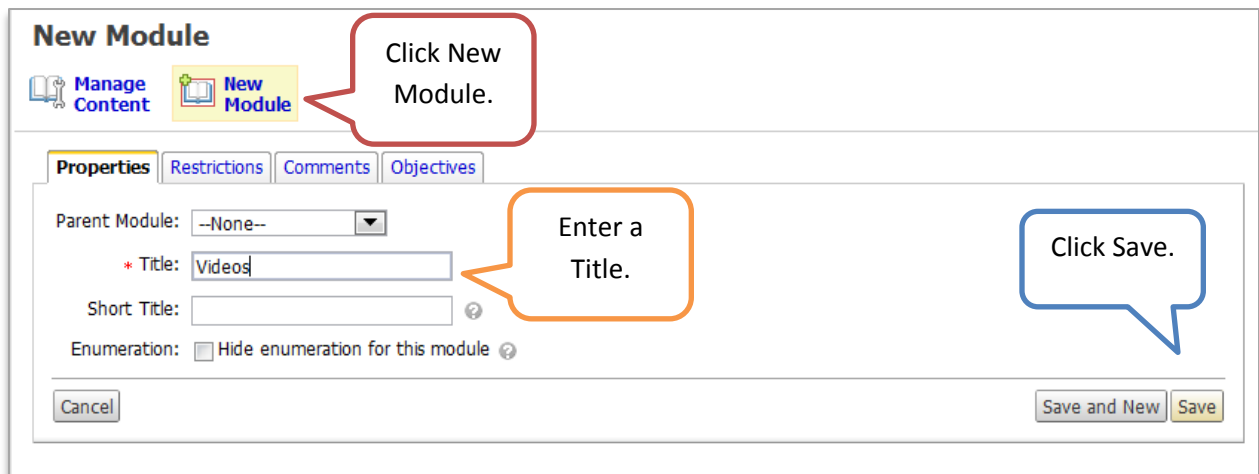 New Module
Click New
Module.
Manage
Content
New
Module
Properties Restrictions Comments Objectives
Parent Module: --None--
Enter a
Title.
Click Save.
* Title: Videos
Short Title:
Enumeration: Hide enumeration for this module
Cancel Save and New Save